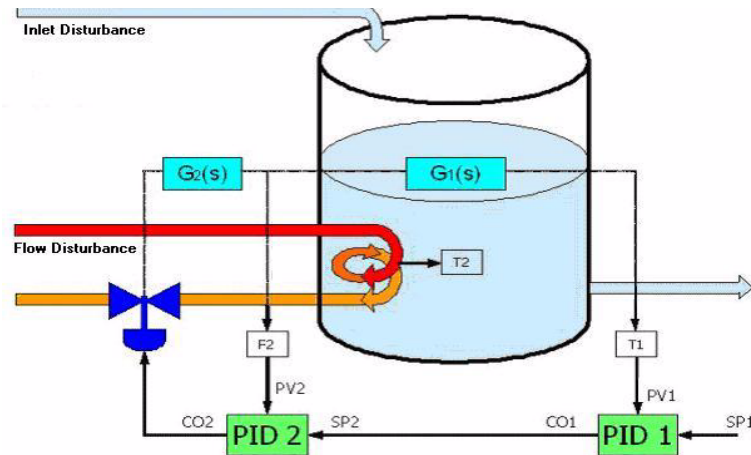 Inlet Disturbance
G2(s)
G1(s)
Flow Disturbance
T2
F2
T1
PV2
PV1
CO2
SP2
CO1
SP1
PID 2
PID 1